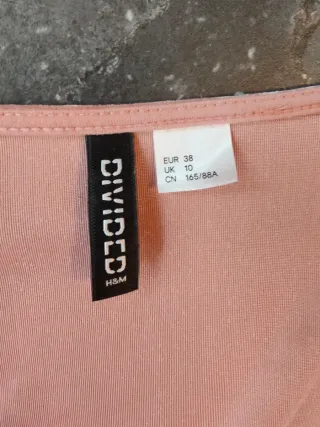 DIVIDED
H&M
EUR 38
UK 10
CN 165/88A